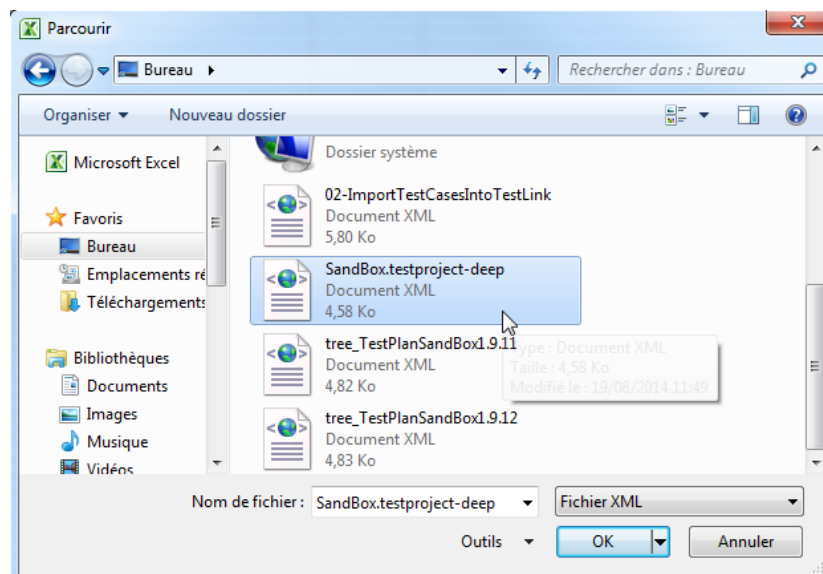 Parcourir
Bureau
Rechercher dans : Bureau
Organiser
Nouveau dossier
Microsoft Excel
Favoris
Bureau
Emplacements ré
Téléchargements
Bibliothèques
Documents
Images
Musique
Vidéos
Dossier système
02-ImportTestCasesIntoTestLink
Document XML
5,80 Ko
SandBox.testproject-deep
Document XML
4,58 Ko
tree_TestPlanSandBox1.9.11
Document XML
4,82 Ko
Type : Document XML
Taille : 4,58 Ko
Modifié le : 19/08/2014 11:49
tree_TestPlanSandBox1.9.12
Document XML
4,83 Ko
Nom de fichier : SandBox.testproject-deep
Fichier XML
Outils
OK
Annuler